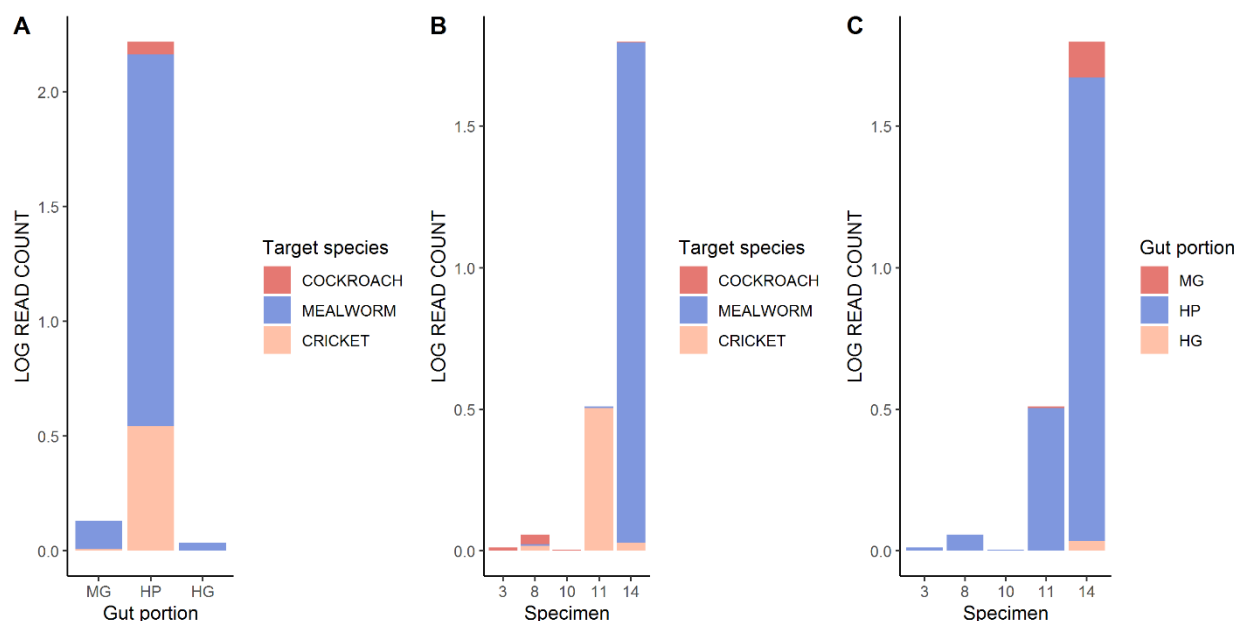 A
LOG READ COUNT
2.0
1.5
1.0
0.5
0.0
MG HP HG
Gut portion
Target species
COCKROACH
MEALWORM
CRICKET
B
LOG READ COUNT
1.5
1.0
0.5
0.0
3 8 10 11 14
Specimen
Target species
COCKROACH
MEALWORM
CRICKET
C
LOG READ COUNT
1.5
1.0
0.5
0.0
3 8 10 11 14
Specimen
Gut portion
MG
HP
HG